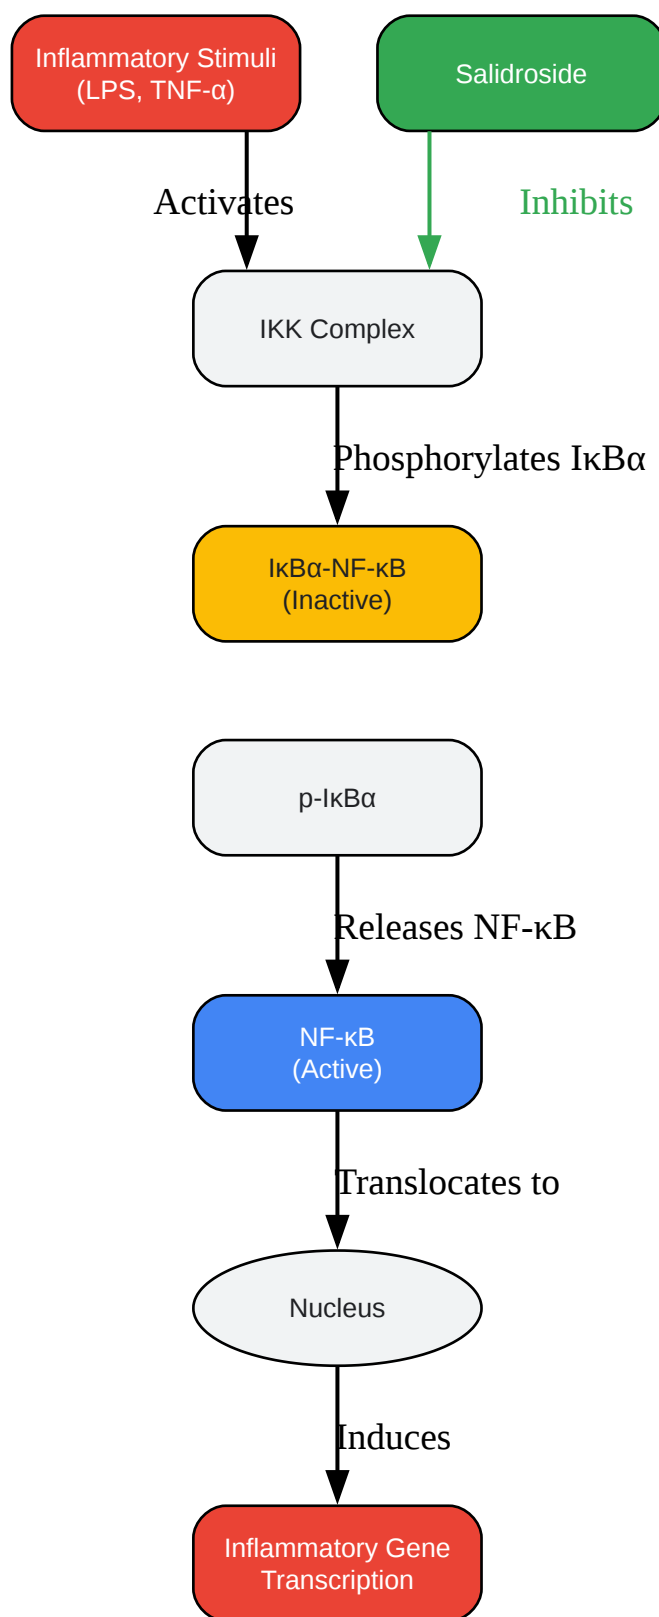 Inflammatory Stimuli
(LPS, TNF-α)
Salidroside
Activates
Inhibits
IKK Complex
Phosphorylates IκBα
IκBα-NF-κB
(Inactive)
p-IκBα
Releases NF-κB
NF-κB
(Active)
Translocates to
Nucleus
Induces
Inflammatory Gene
Transcription